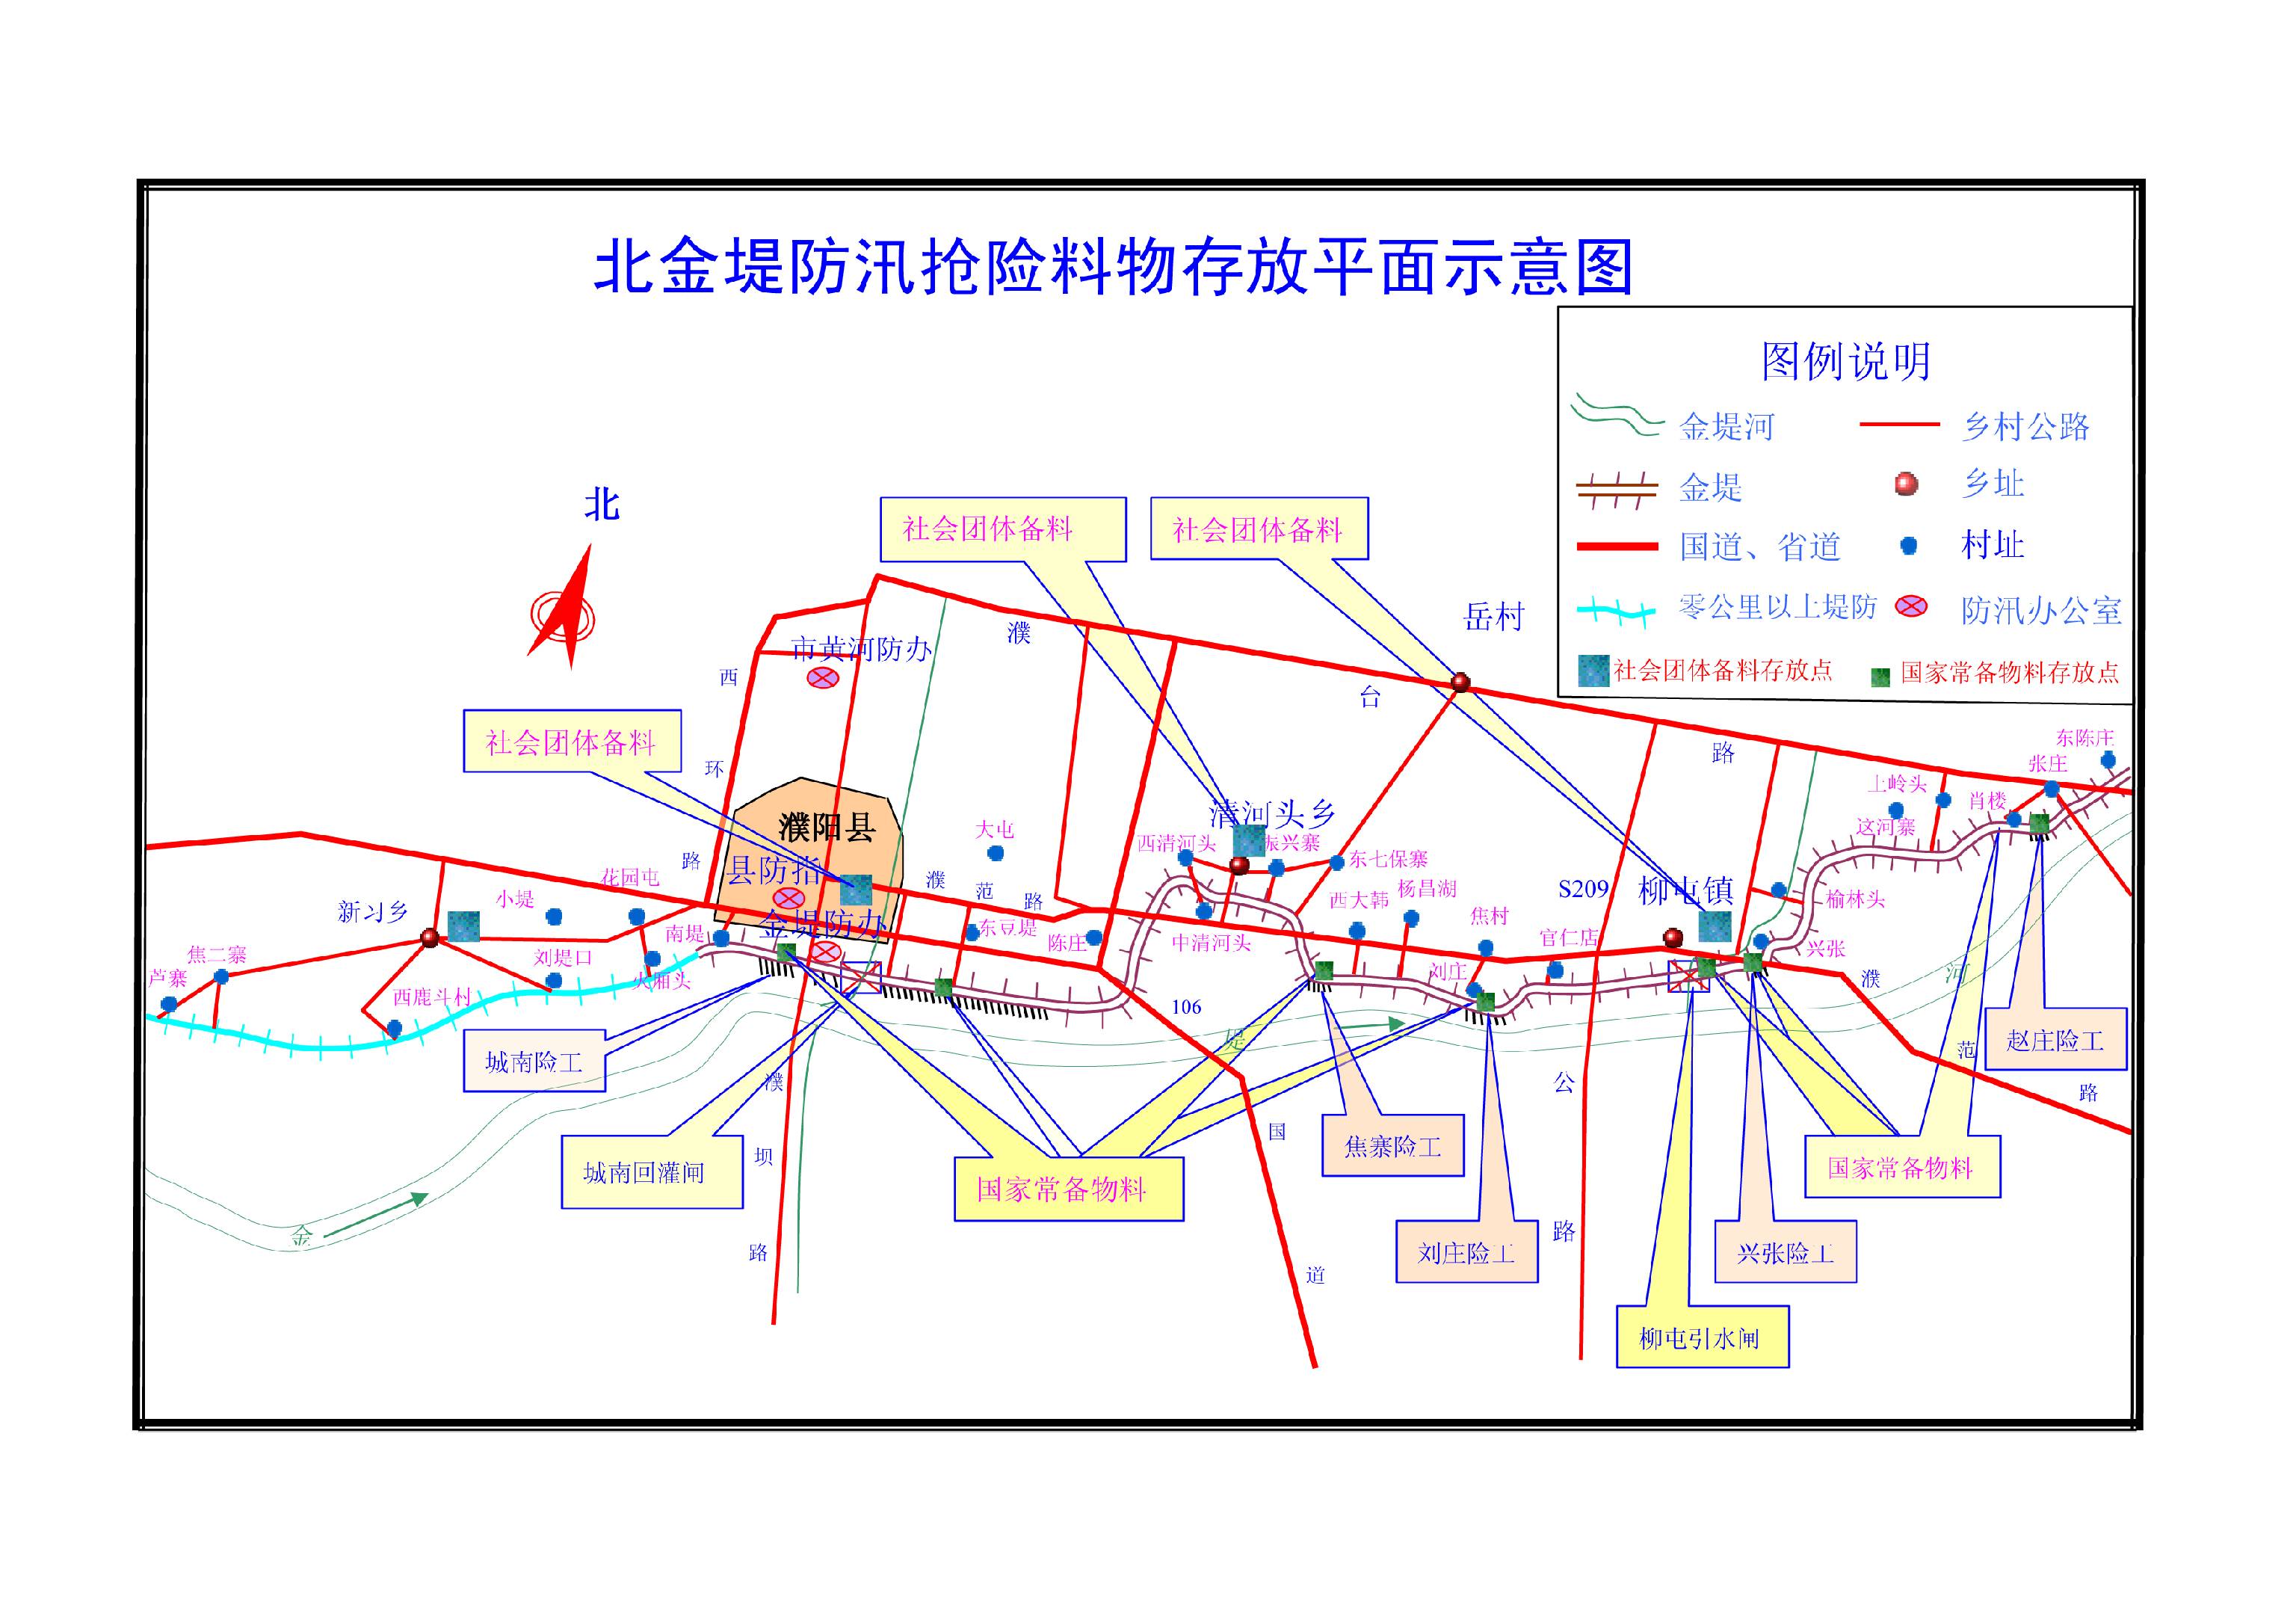 北金堤防汛抢险料物存放平面示意图
图例说明
金堤河
乡村公路
金堤
乡址
国道、省道
村址
零公里以上堤防
防汛办公室
社会团体备料存放点
国家常备物料存放点
北
社会团体备料
社会团体备料
岳村
濮
台
路
市黄河防办
西
环
路
社会团体备料
濮阳县
县防指
金堤防办
大屯
濮
范
路
清河头乡
西清河头
振兴寨
东七保寨
西大韩
杨昌湖
焦村
S209
柳屯镇
上岭头
这河寨
肖楼
张庄
东陈庄
榆林头
兴张
新习乡
小堤
花园屯
焦二寨
芦寨
刘堤口
西鹿斗村
火厢头
南堤
东豆堤
陈庄
中清河头
刘庄
官仁店
濮
范
路
河
106
堤
国
道
公
路
金
濮
坝
路
城南险工
城南回灌闸
国家常备物料
焦寨险工
刘庄险工
柳屯引水闸
兴张险工
国家常备物料
赵庄险工